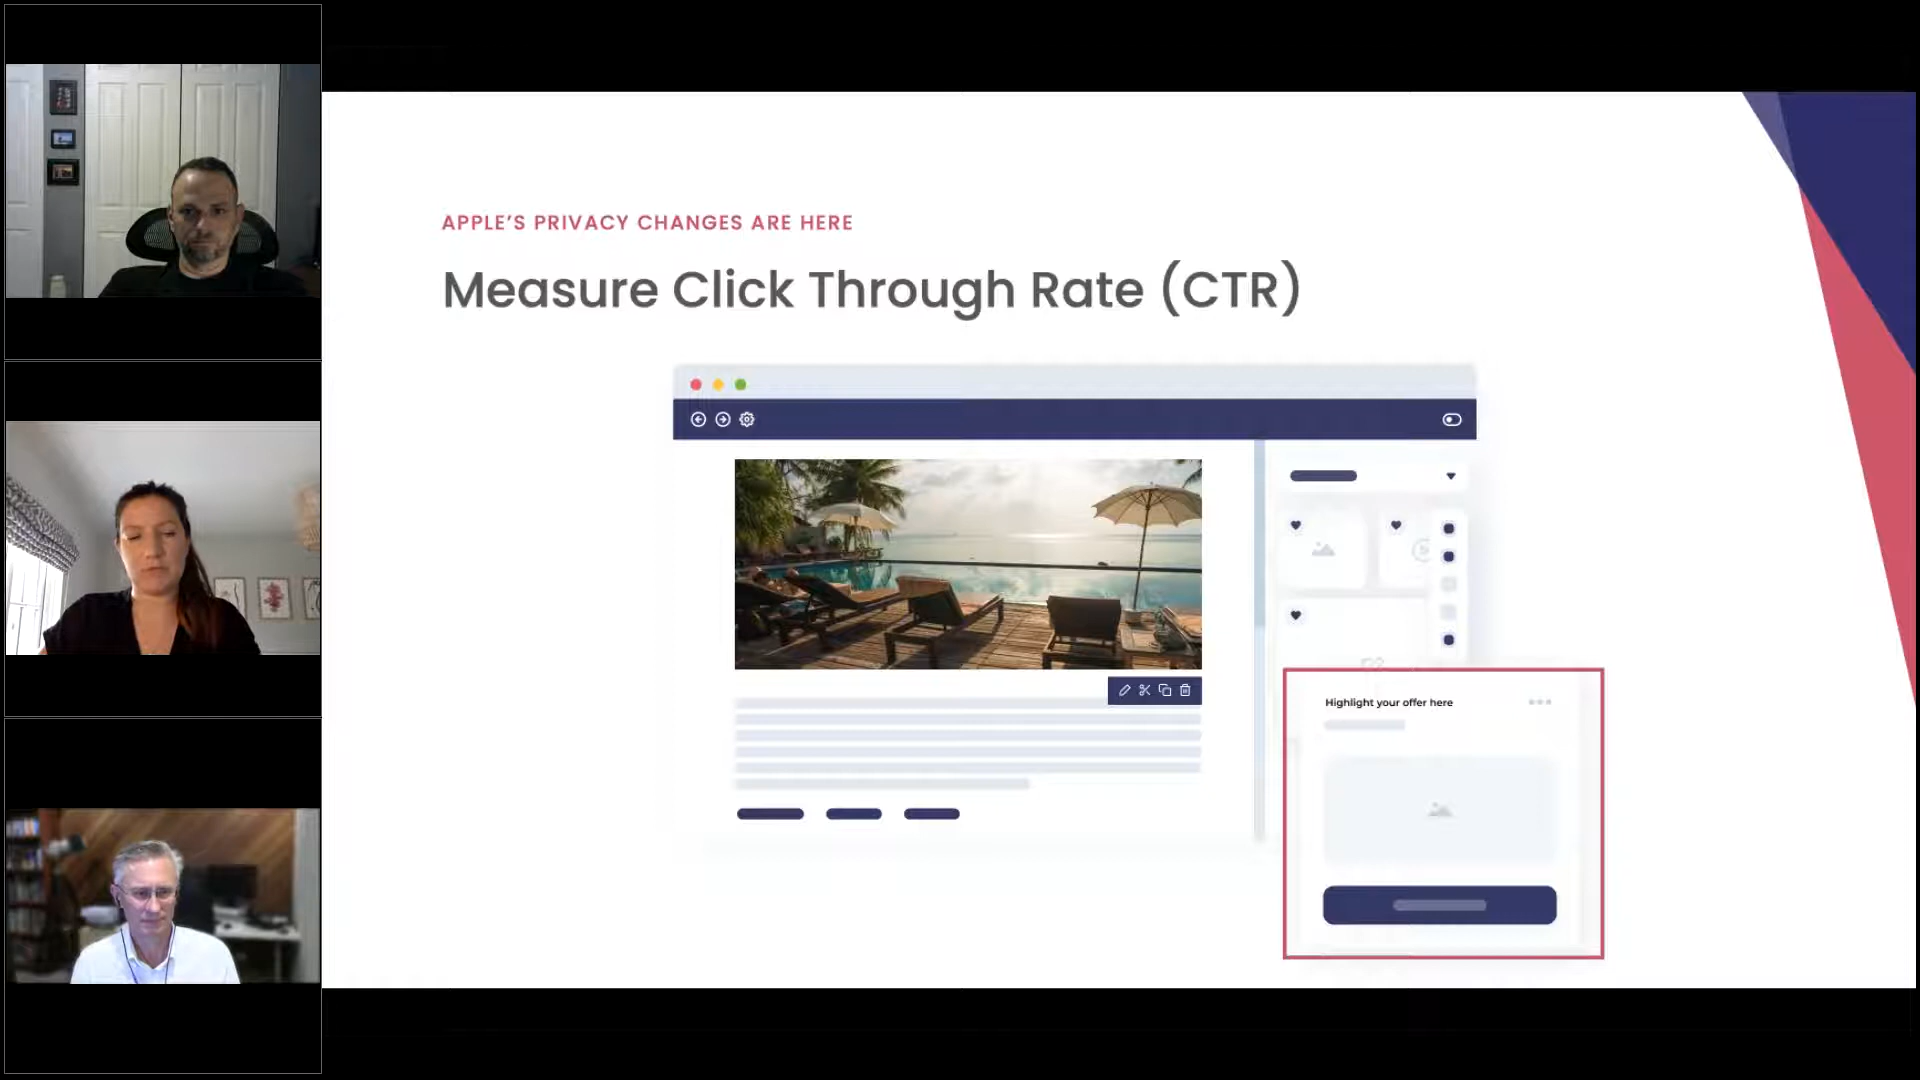 APPLE’S PRIVACY CHANGES ARE HERE
Measure Click Through Rate (CTR)
Highlight your offer here